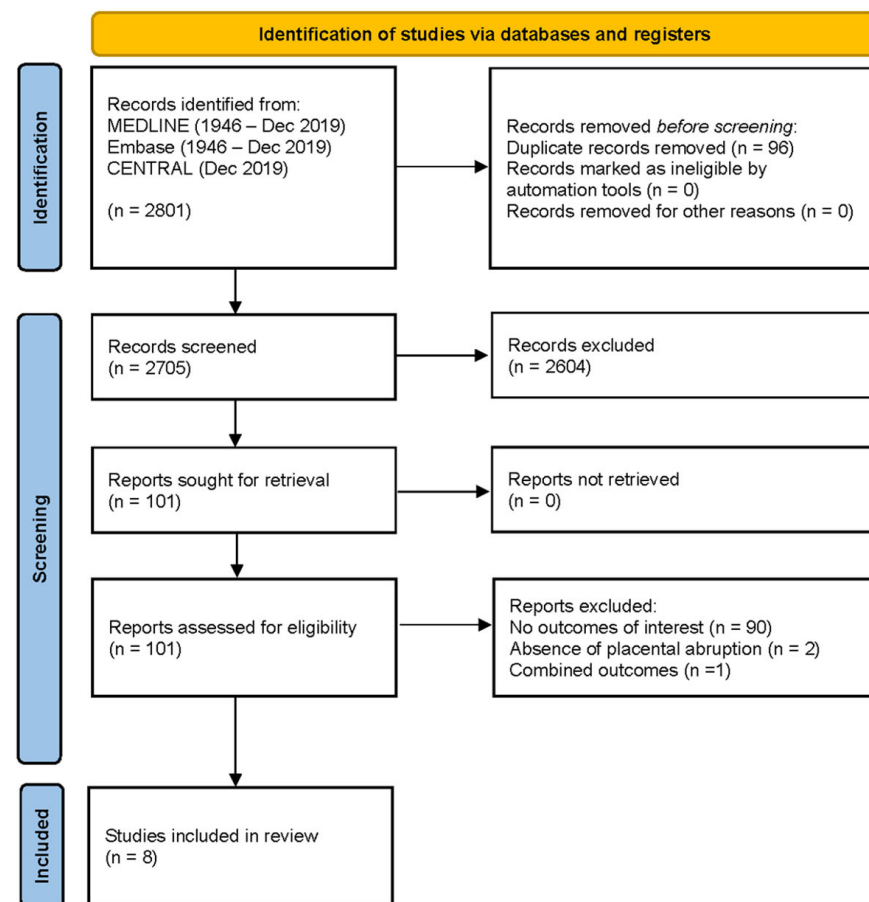 Identification of studies via databases and registers
Identification
Records identified from:
MEDLINE (1946 – Dec 2019)
Embase (1946 – Dec 2019)
CENTRAL (Dec 2019)
(n = 2801)
Records removed before screening:
Duplicate records removed (n = 96)
Records marked as ineligible by
automation tools (n = 0)
Records removed for other reasons (n = 0)
Screening
Records screened
(n = 2705)
Records excluded
(n = 2604)
Reports sought for retrieval
(n = 101)
Reports not retrieved
(n = 0)
Reports assessed for eligibility
(n = 101)
Reports excluded:
No outcomes of interest (n = 90)
Absence of placental abruption (n = 2)
Combined outcomes (n =1)
Included
Studies included in review
(n = 8)